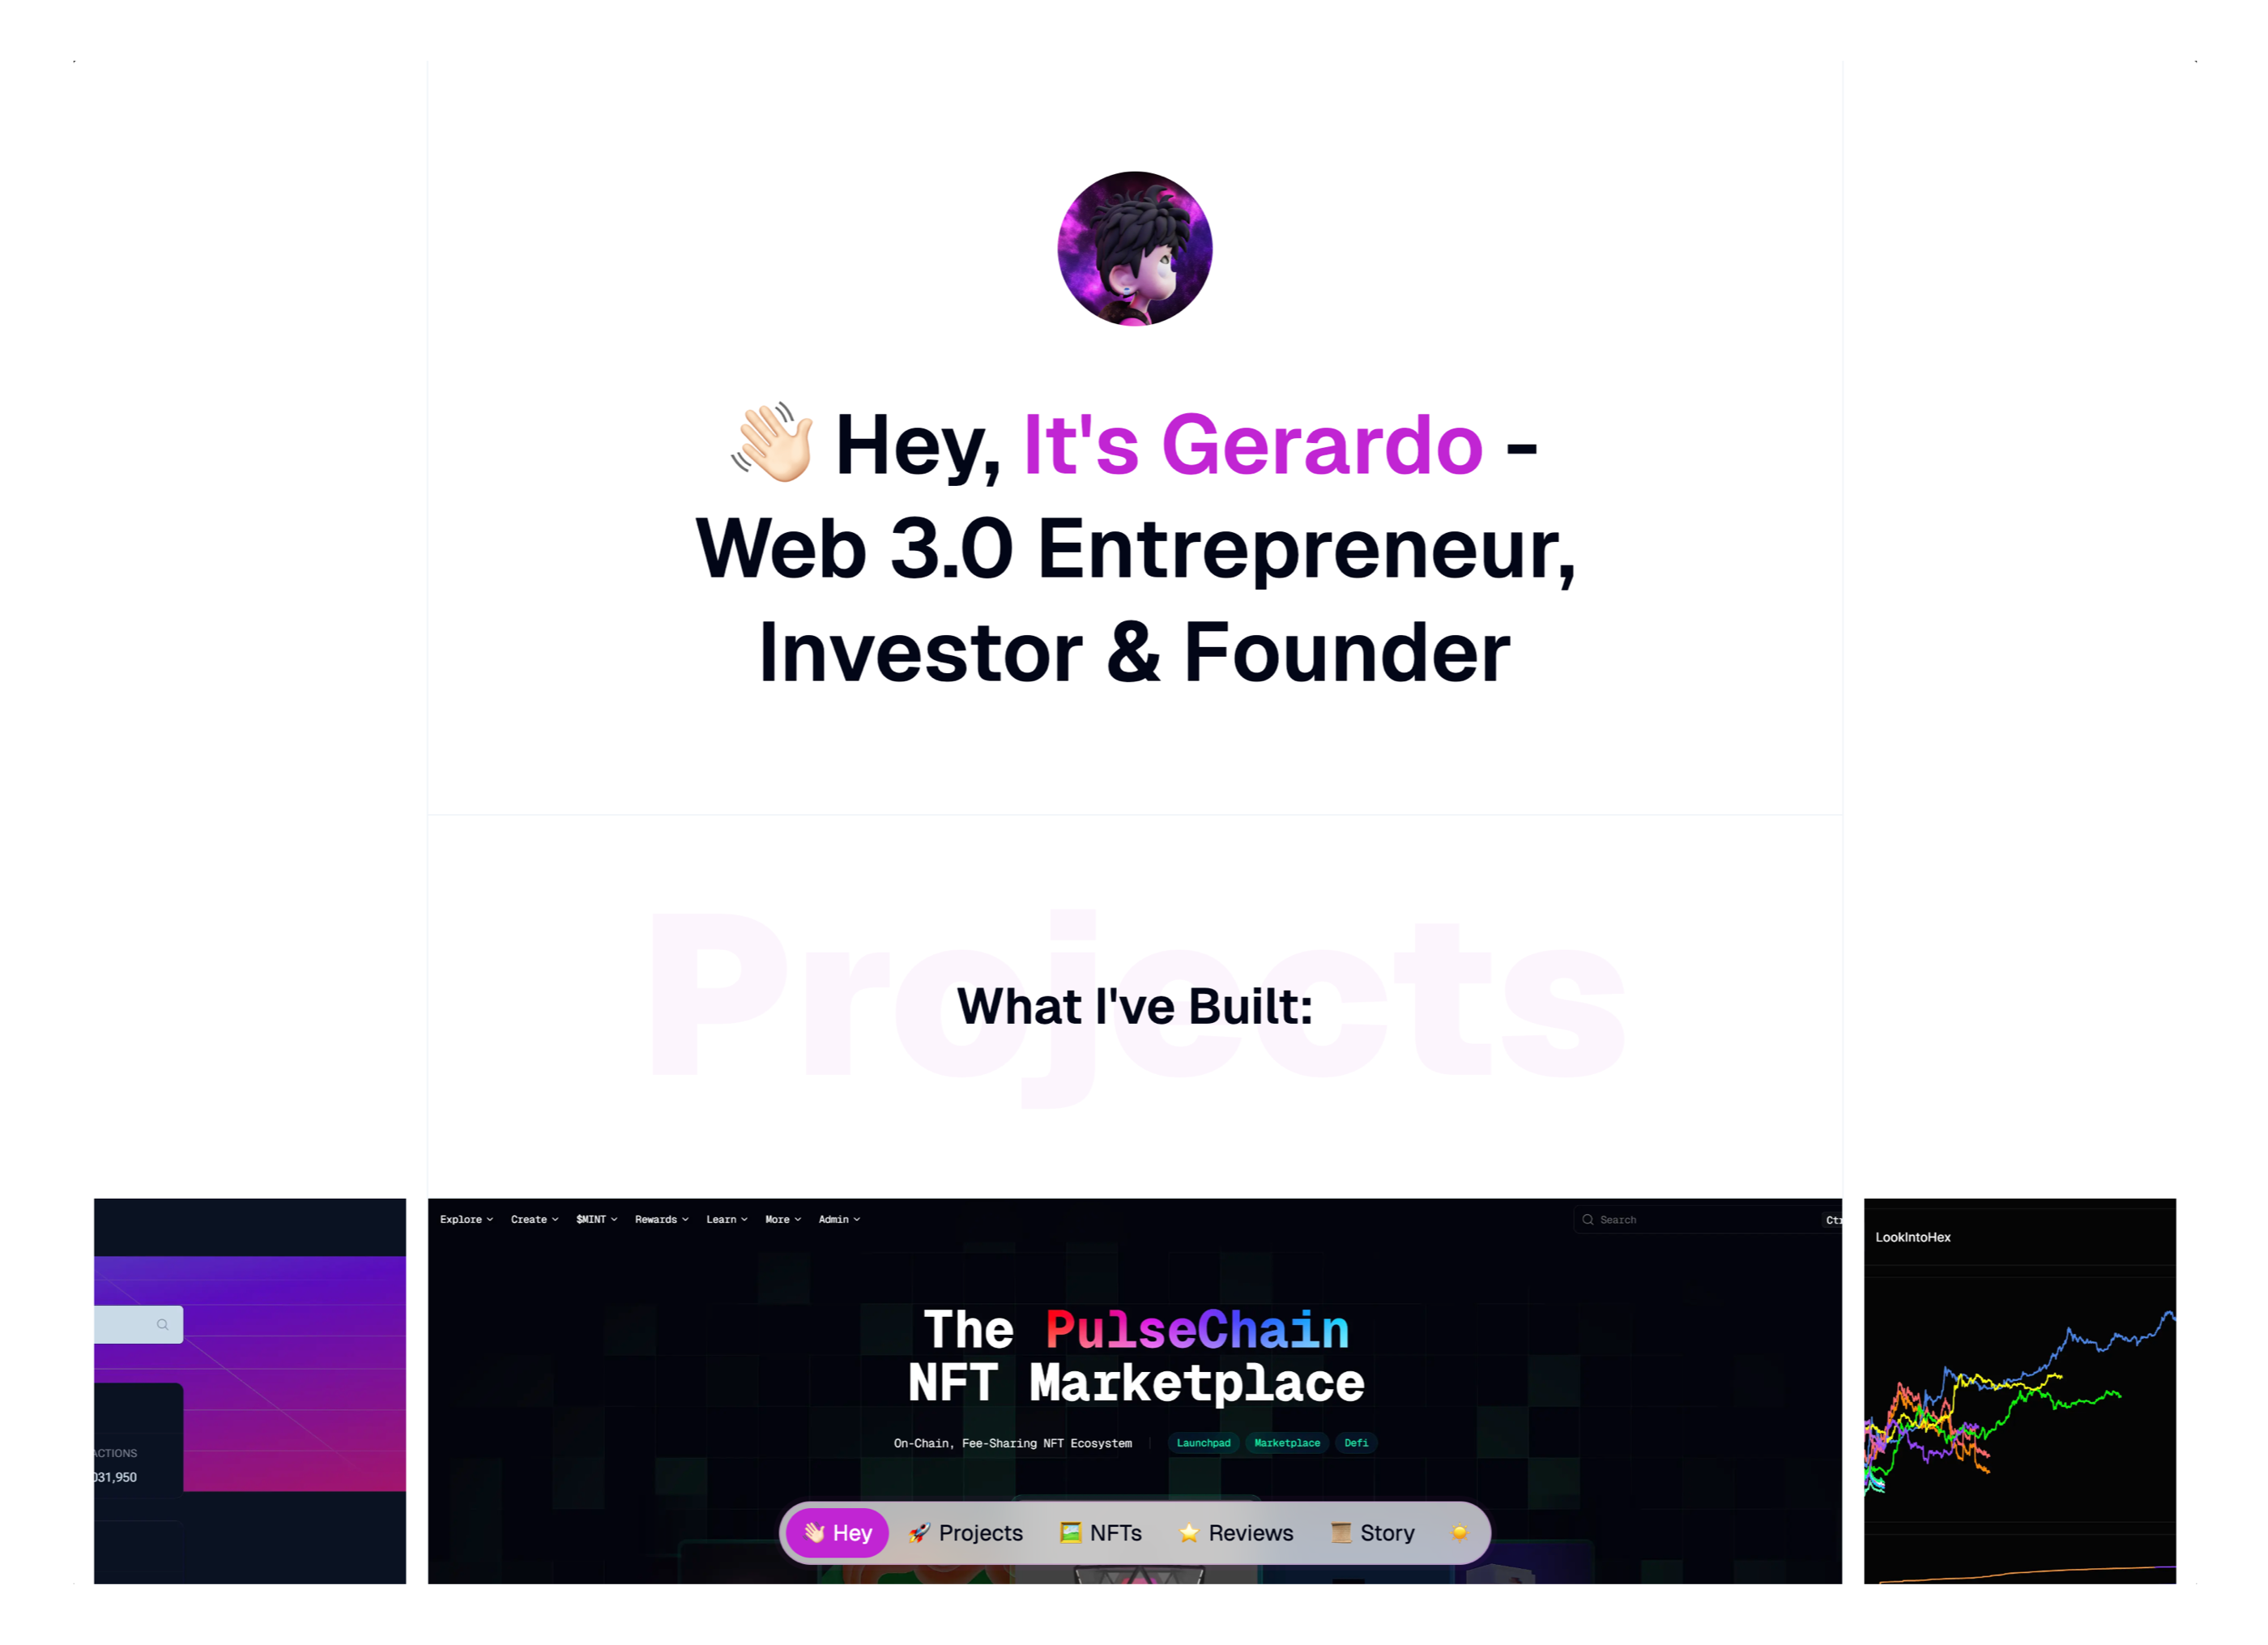 👋🏻 Hey, It's Gerardo -
Web 3.0 Entrepreneur,
Investor & Founder
Projects
What I've Built:
ACTIONS
031,950
Explore Create $MINT Rewards Learn More Admin Search
The PulseChain
NFT Marketplace
On-Chain, Fee-Sharing NFT Ecosystem | Launchpad Marketplace Defi
LookIntoHex
👋🏻 Hey 🚀 Projects 🖼️ NFTs ⭐ Reviews 📜 Story ☀️